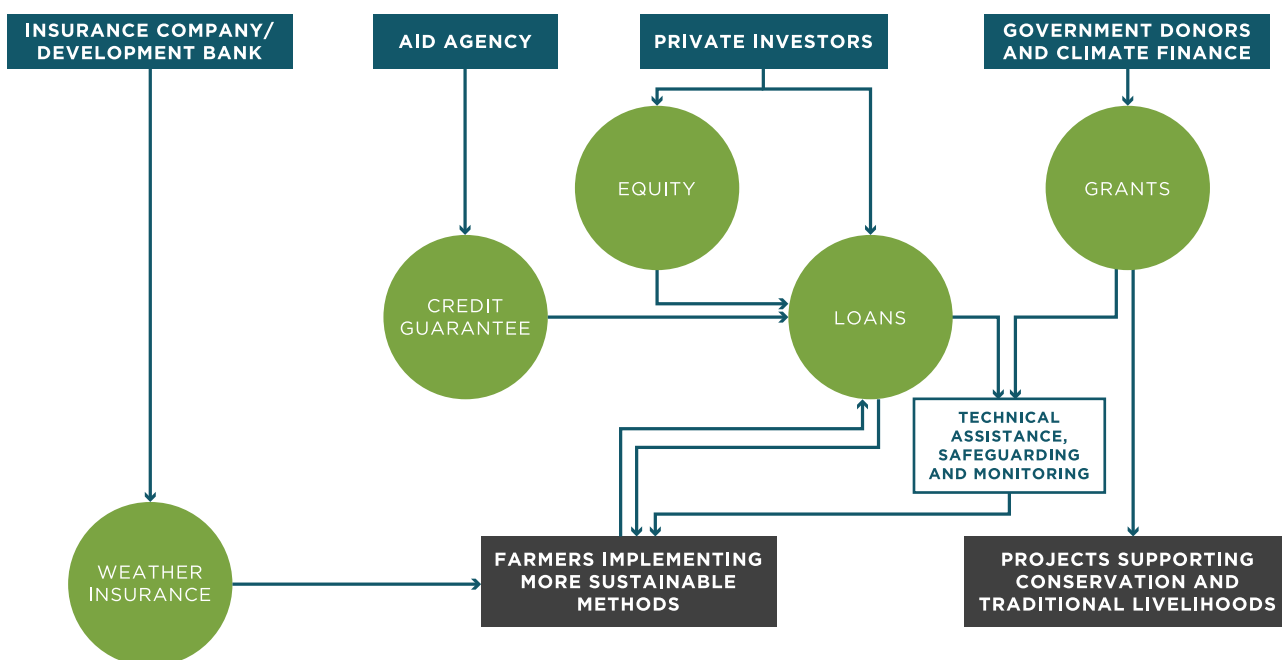 INSURANCE COMPANY/
DEVELOPMENT BANK
AID AGENCY
PRIVATE INVESTORS
GOVERNMENT DONORS
AND CLIMATE FINANCE
EQUITY
GRANTS
CREDIT
GUARANTEE
LOANS
TECHNICAL
ASSISTANCE,
SAFEGUARDING
AND MONITORING
WEATHER
INSURANCE
FARMERS IMPLEMENTING
MORE SUSTAINABLE
METHODS
PROJECTS SUPPORTING
CONSERVATION AND
TRADITIONAL LIVELIHOODS